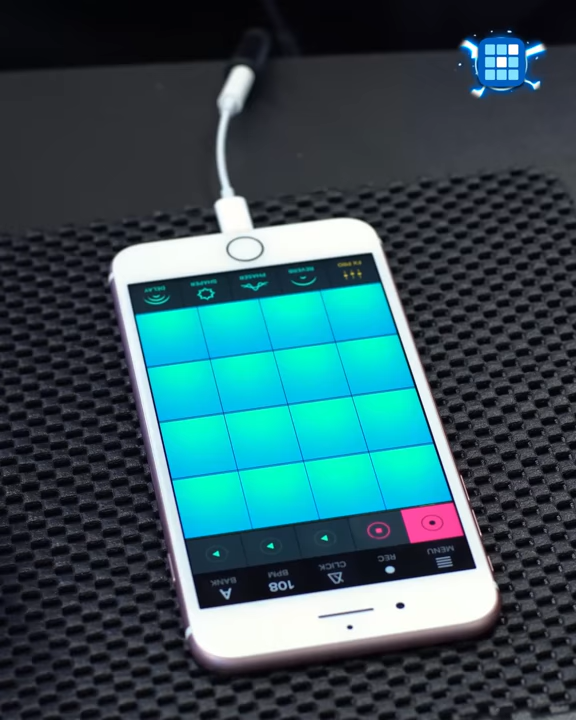 MENU REC CLICK 108 BPM A BANK
FX PRO REVERB PHASER SHAPER DELAY